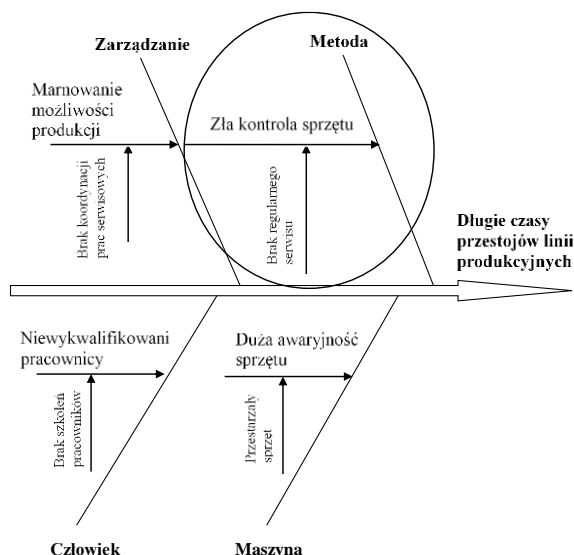 Zarządzanie
Metoda
Marnowanie
możliwości
produkcji
Zła kontrola sprzętu
Brak koordynacji
prac serwisowych
Brak regularnego
serwisu
Długie czasy
przestojów linii
produkcyjnych
Niewykwalifikowani
pracownicy
Duża awaryjność
sprzętu
Brak szkoleń
pracowników
Przestarzały
sprzęt
Człowiek
Maszyna